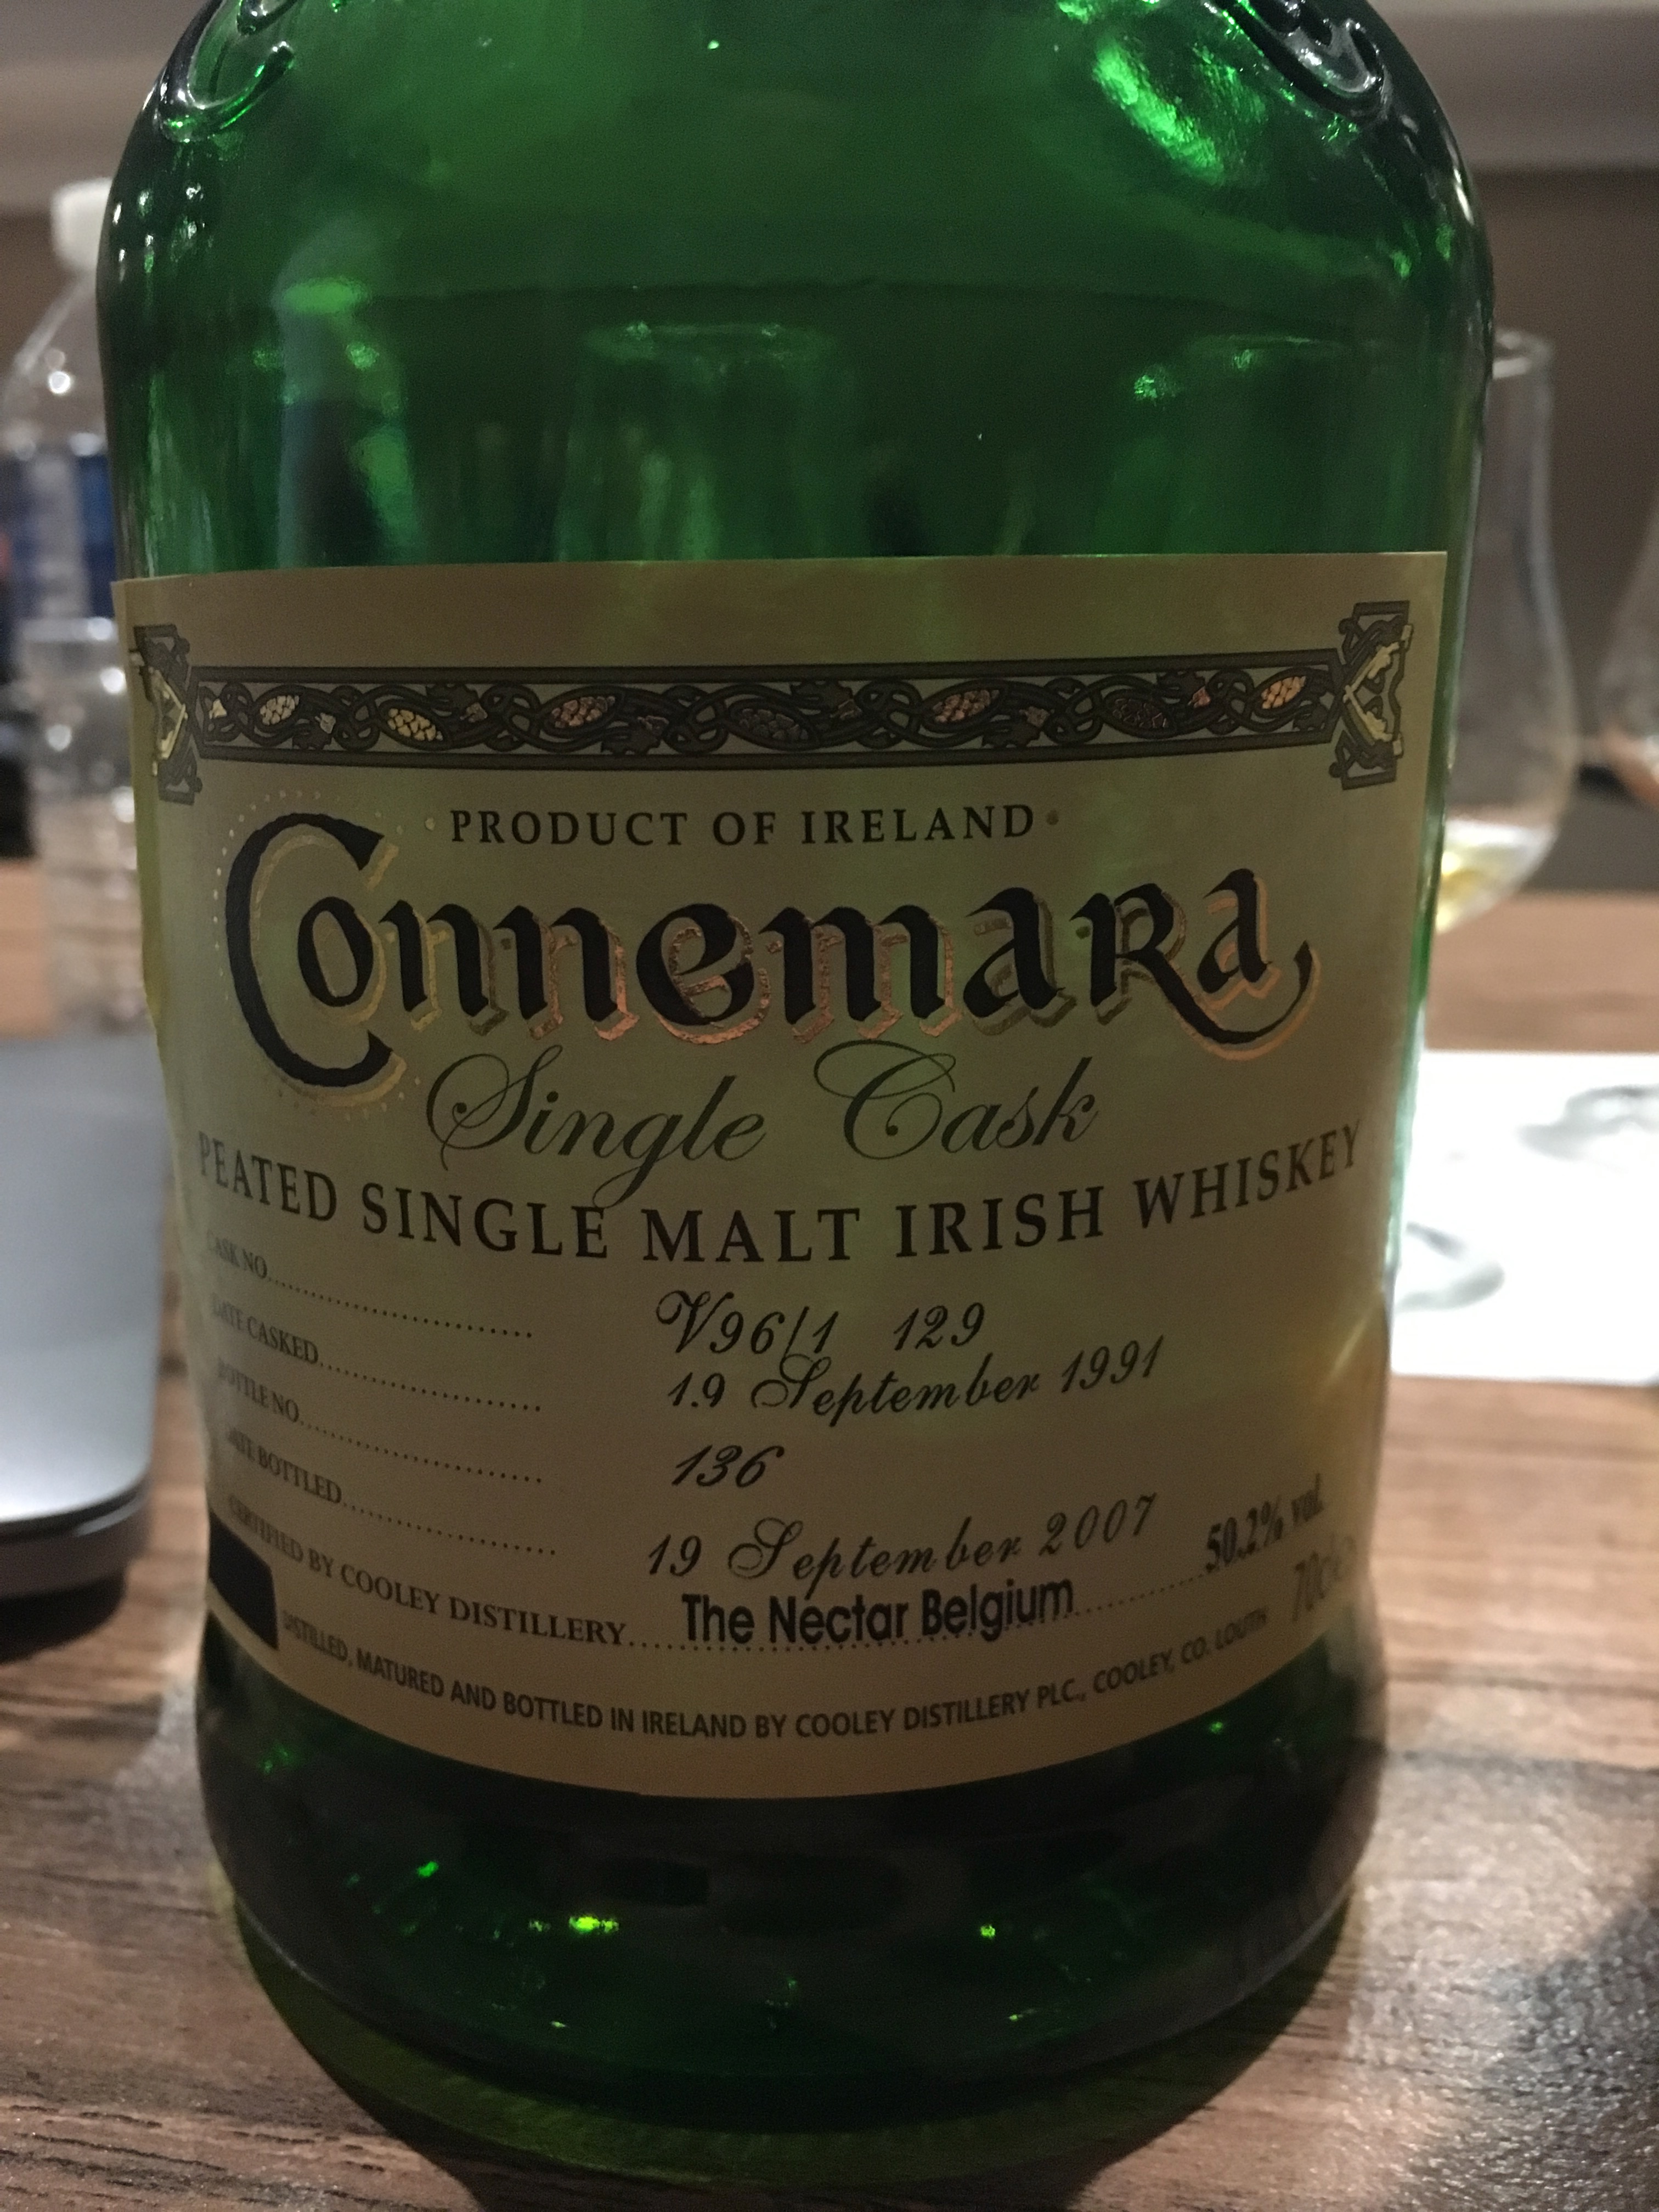 PRODUCT OF IRELAND
Connemara
Single Cask
PEATED SINGLE MALT IRISH WHISKEY
CASK NO............................ V96/1 129
DATE CASKED............................ 19 September 1991
BOTTLE NO............................ 136
DATE BOTTLED............................ 19 September 2007
50.2% vol.
CERTIFIED BY COOLEY DISTILLERY.... The Nectar Belgium
70cl
DISTILLED, MATURED AND BOTTLED IN IRELAND BY COOLEY DISTILLERY PLC., COOLEY, CO. LOUTH